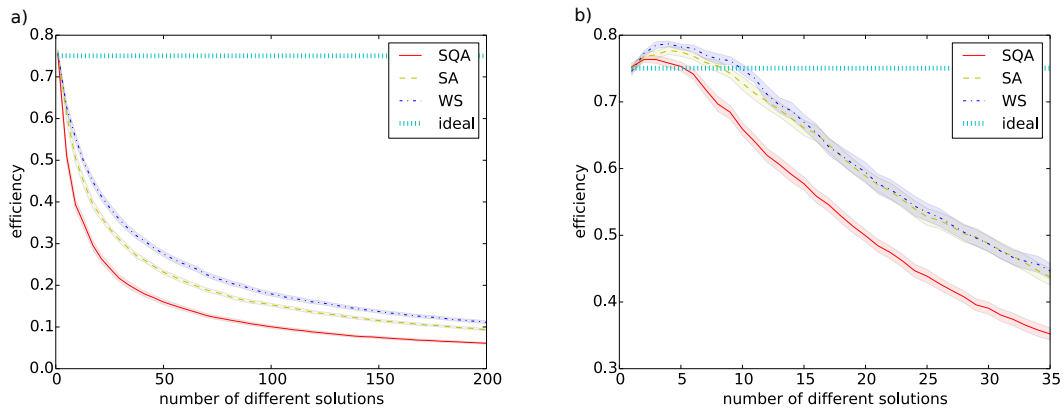 a)
0.8
0.7
0.6
0.5
0.4
0.3
0.2
0.1
0.0
efficiency
0 50 100 150 200
number of different solutions
SQA
SA
WS
ideal
b)
0.8
0.7
0.6
0.5
0.4
0.3
efficiency
0 5 10 15 20 25 30 35
number of different solutions
SQA
SA
WS
ideal